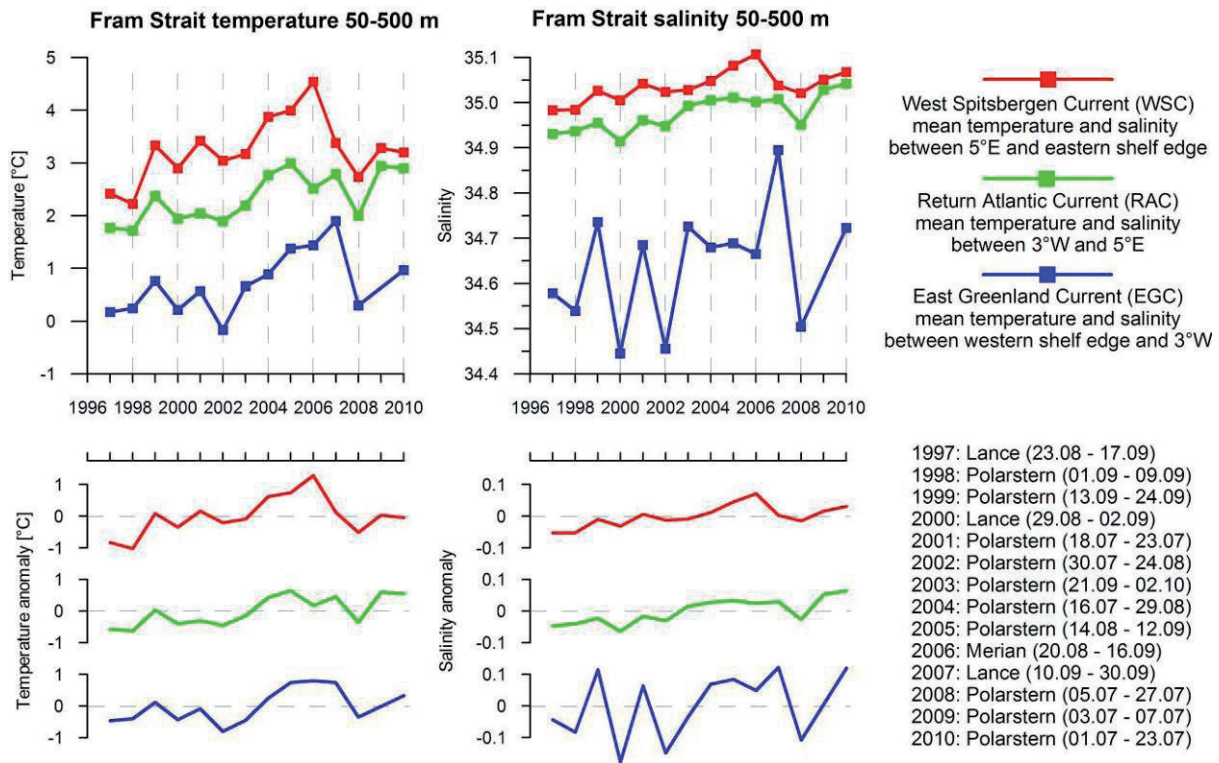 Fram Strait temperature 50-500 m
Temperature [°C]
5
4
3
2
1
0
-1
1996 1998 2000 2002 2004 2006 2008 2010
Fram Strait salinity 50-500 m
Salinity
35.1
35.0
34.9
34.8
34.7
34.6
34.5
34.4
1996 1998 2000 2002 2004 2006 2008 2010
West Spitsbergen Current (WSC)
mean temperature and salinity
between 5°E and eastern shelf edge
Return Atlantic Current (RAC)
mean temperature and salinity
between 3°W and 5°E
East Greenland Current (EGC)
mean temperature and salinity
between western shelf edge and 3°W
Temperature anomaly [°C]
1
0
-1
1
0
-1
1
0
-1
Salinity anomaly
0.1
0
-0.1
0.1
0
-0.1
0.1
0
-0.1
1997: Lance (23.08 - 17.09)
1998: Polarstern (01.09 - 09.09)
1999: Polarstern (13.09 - 24.09)
2000: Lance (29.08 - 02.09)
2001: Polarstern (18.07 - 23.07)
2002: Polarstern (30.07 - 24.08)
2003: Polarstern (21.09 - 02.10)
2004: Polarstern (16.07 - 29.08)
2005: Polarstern (14.08 - 12.09)
2006: Merian (20.08 - 16.09)
2007: Lance (10.09 - 30.09)
2008: Polarstern (05.07 - 27.07)
2009: Polarstern (03.07 - 07.07)
2010: Polarstern (01.07 - 23.07)